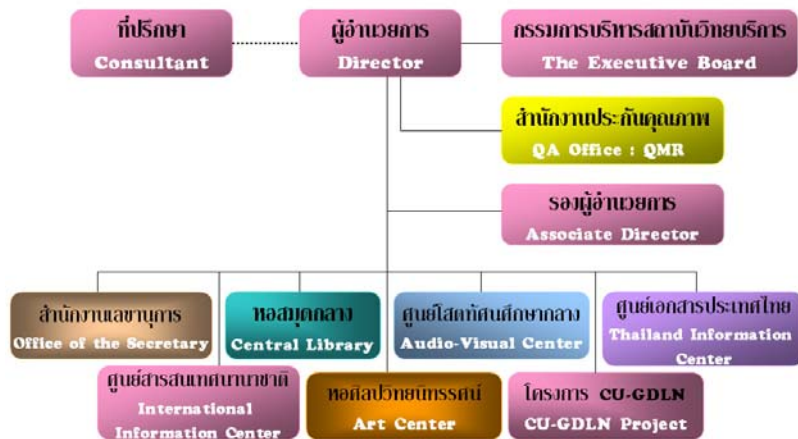 ที่ปรึกษา
Consultant
ผู้อำนวยการ
Director
กรรมการบริหารสถาบันวิทยบริการ
The Executive Board
สำนักงานประกันคุณภาพ
QA Office : QMR
รองผู้อำนวยการ
Associate Director
สำนักงานเลขานุการ
Office of the Secretary
หอสมุดกลาง
Central Library
ศูนย์โสตทัศนศึกษากลาง
Audio-Visual Center
ศูนย์เอกสารประเทศไทย
Thailand Information
Center
ศูนย์สารสนเทศนานาชาติ
International
Information Center
หอศิลปวิทยนิทรรศน์
Art Center
โครงการ CU-GDLN
CU-GDLN Project